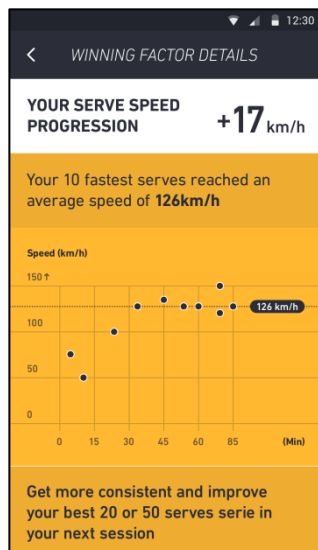 12:30
WINNING FACTOR DETAILS
YOUR SERVE SPEED
PROGRESSION
+17 km/h
Your 10 fastest serves reached an
average speed of 126km/h
Speed (km/h)
150↑
126 km/h
100
50
0
0 15 30 45 60 85 (Min)
Get more consistent and improve
your best 20 or 50 serves serie in
your next session